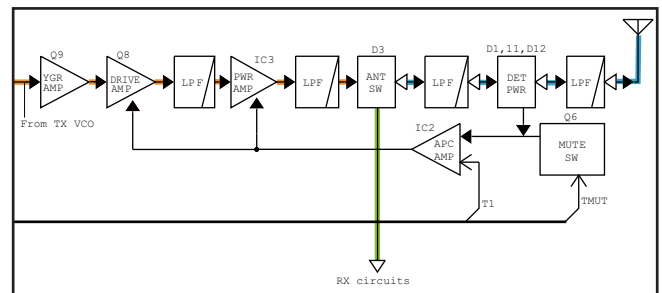 Q9
YGR
AMP
Q8
DRIVE
AMP
LPF
IC3
PWR
AMP
LPF
D3
ANT
SW
LPF
D1,11,D12
DET
PWR
LPF
From TX VCO
IC2
APC
AMP
Q6
MUTE
SW
T1
TMUT
RX circuits